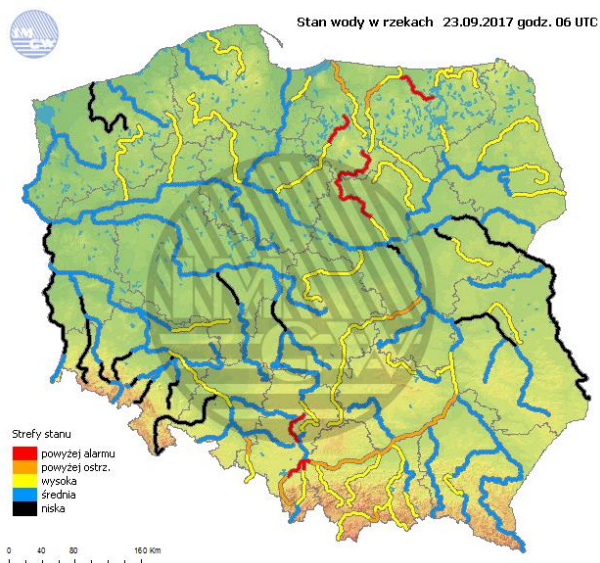 Stan wody w rzekach 23.09.2017 godz. 06 UTC
Strefy stanu
powyżej alarmu
powyżej ostrz.
wysoka
średnia
niska
0 40 80 160 Km